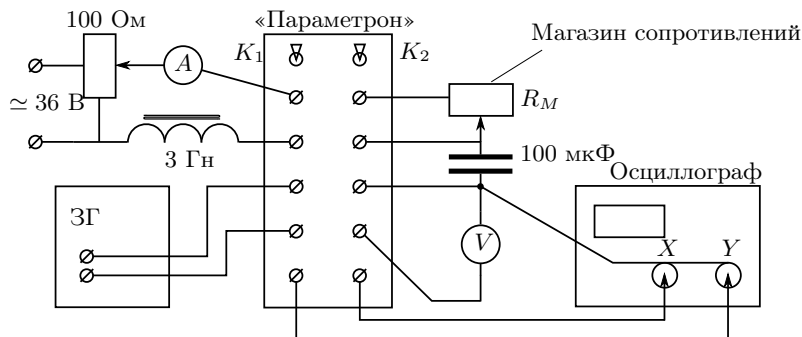 «Параметрон»
100 Ом
Магазин сопротивлений
K₁
K₂
A
R_M
≃ 36 В
3 Гн
100 мкФ
Осциллограф
ЗГ
V
X
Y